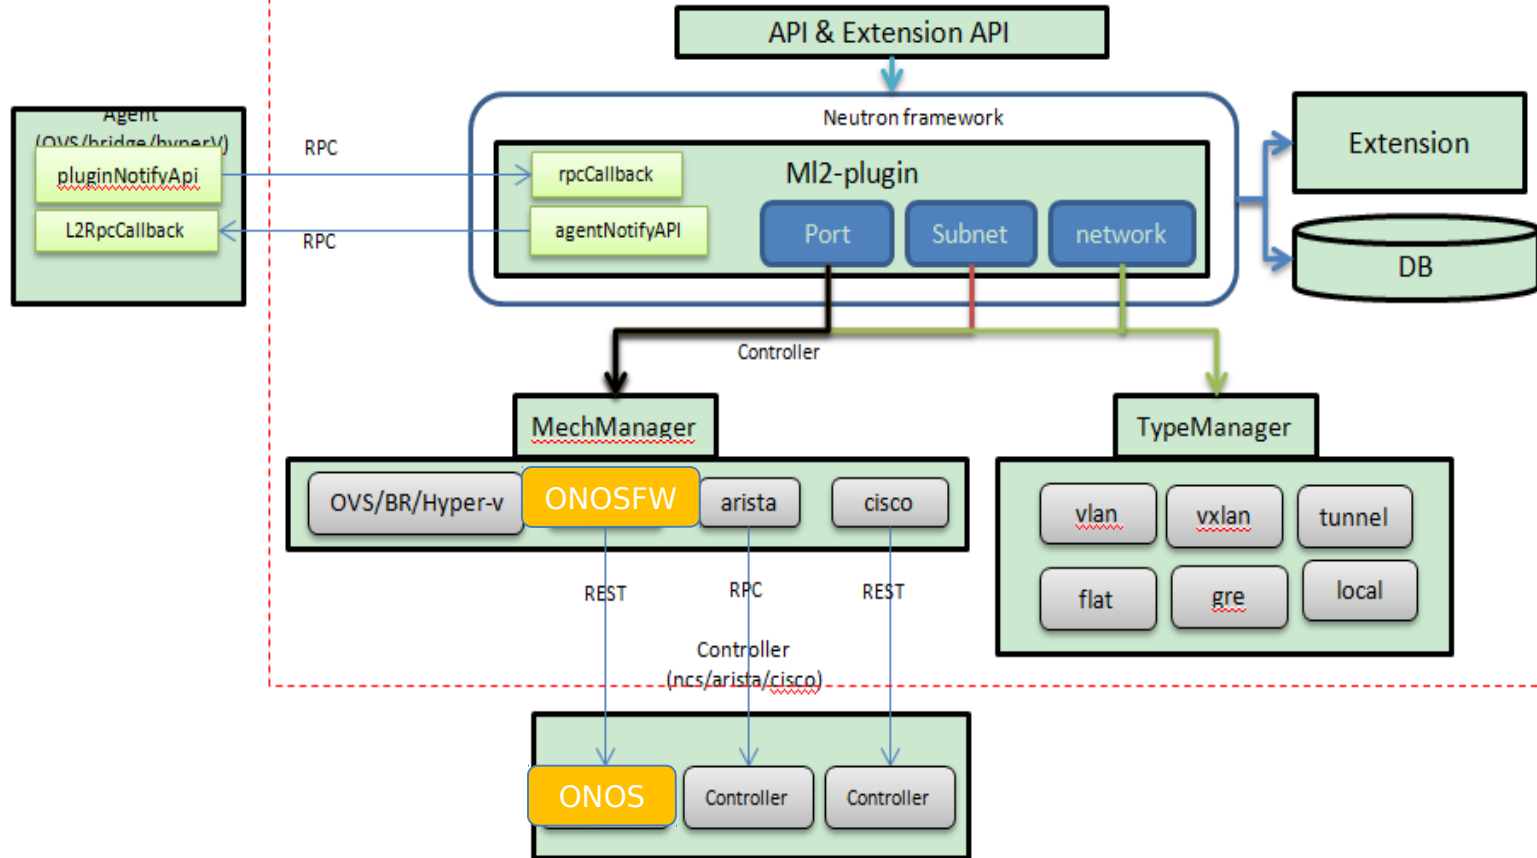 API & Extension API
Neutron framework
Agent
(OVS/bridge/hyperV)
pluginNotifyApi
L2RpcCallback
RPC
RPC
rpcCallback
agentNotifyAPI
Ml2-plugin
Port
Subnet
network
Extension
DB
Controller
MechManager
TypeManager
OVS/BR/Hyper-v
ONOSFW
arista
cisco
vlan
vxlan
tunnel
flat
gre
local
REST
RPC
REST
Controller
(ncs/arista/cisco)
ONOS
Controller
Controller